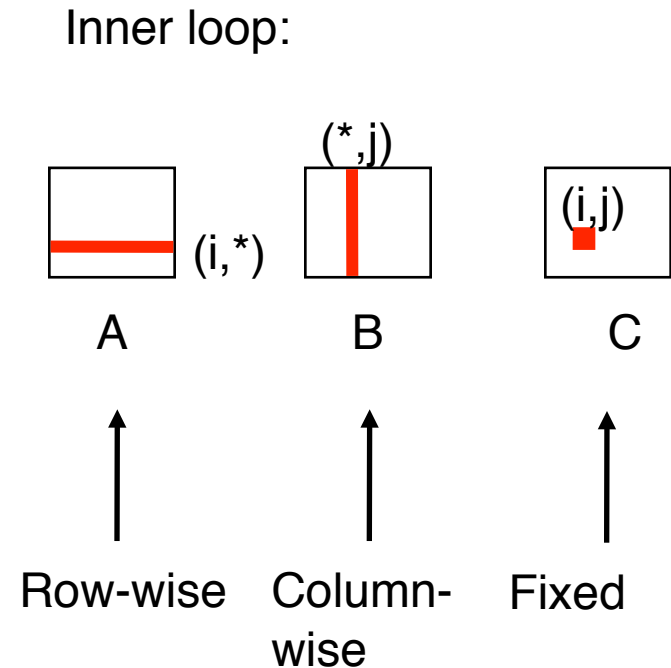 Inner loop:
(*,j)
(i,j)
(i,*)
A B C
Row-wise Column-
wise Fixed